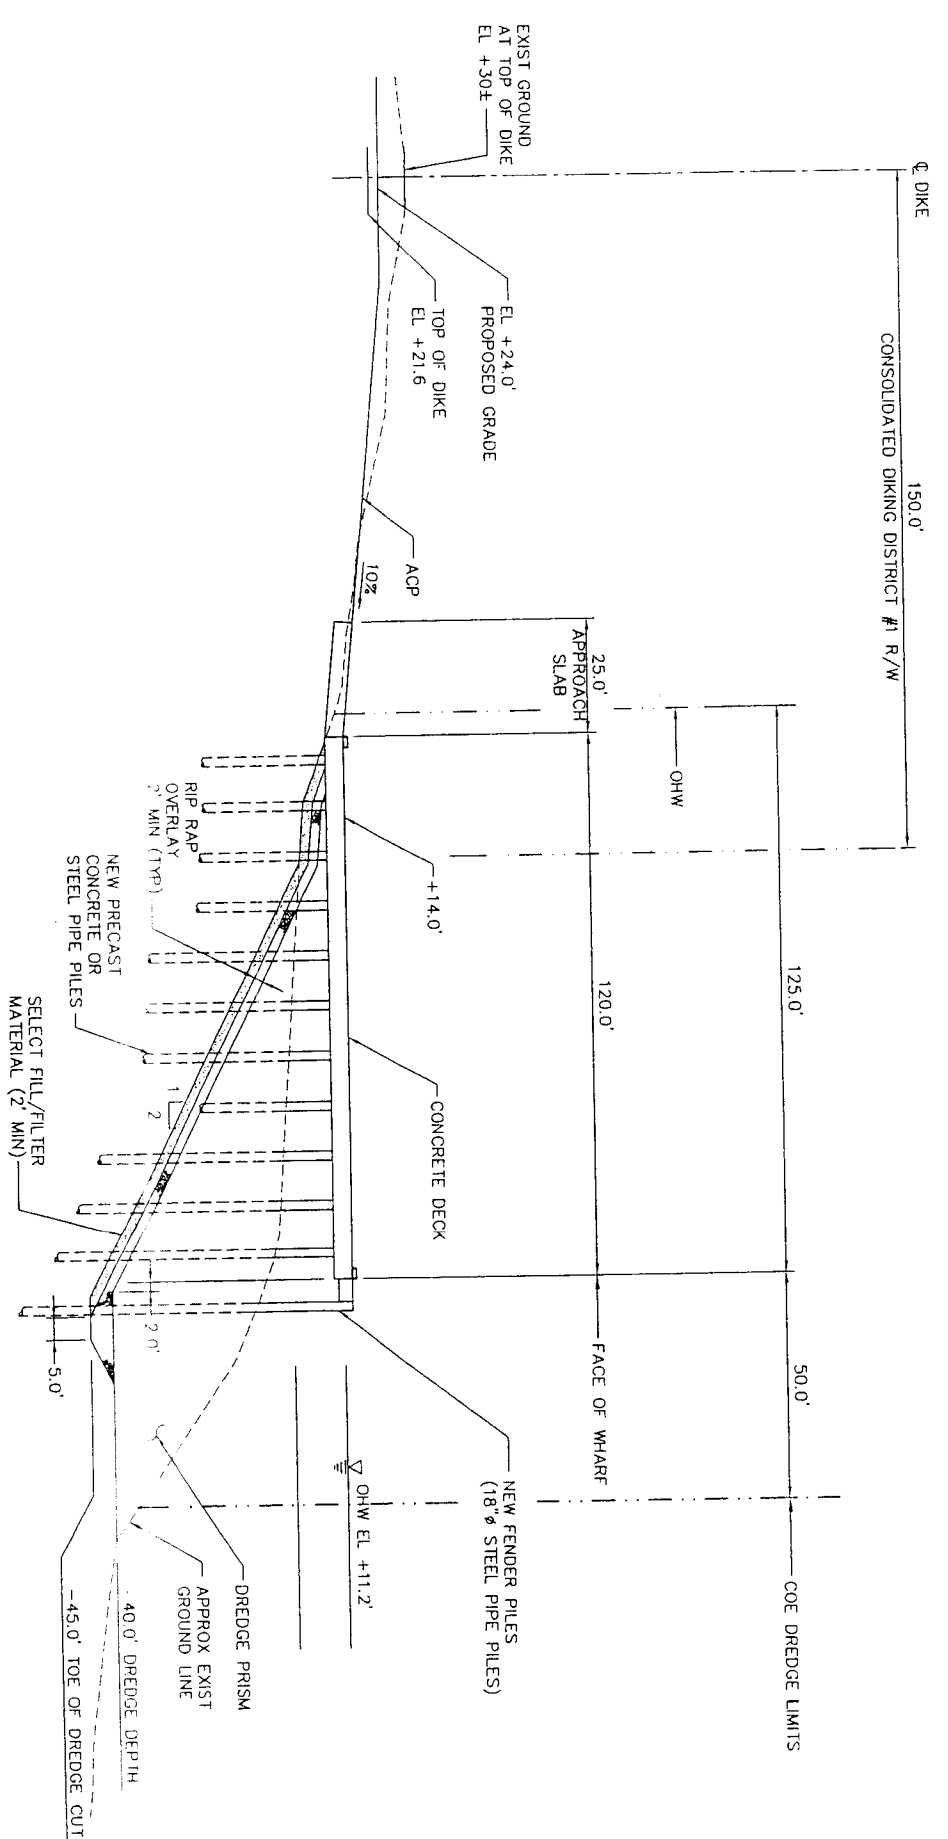 ℄ DIKE
150.0'
CONSOLIDATED DIKING DISTRICT #1 R/W
EXIST GROUND
AT TOP OF DIKE
EL +30±
EL +24.0'
PROPOSED GRADE
TOP OF DIKE
EL +21.6
ACP
10%
25.0'
APPROACH
SLAB
OHW
125.0'
120.0'
50.0'
COE DREDGE LIMITS
FACE OF WHARF
+14.0'
CONCRETE DECK
NEW FENDER PILES
(18"ø STEEL PIPE PILES)
OHW EL +11.2'
RIP RAP
OVERLAY
2' MIN (TYP)
NEW PRECAST
CONCRETE OR
STEEL PIPE PILES
SELECT FILL/FILTER
MATERIAL (2' MIN)
1
2
2.0'
5.0'
DREDGE PRISM
APPROX EXIST
GROUND LINE
-40.0' DREDGE DEPTH
-45.0' TOE OF DREDGE CUT